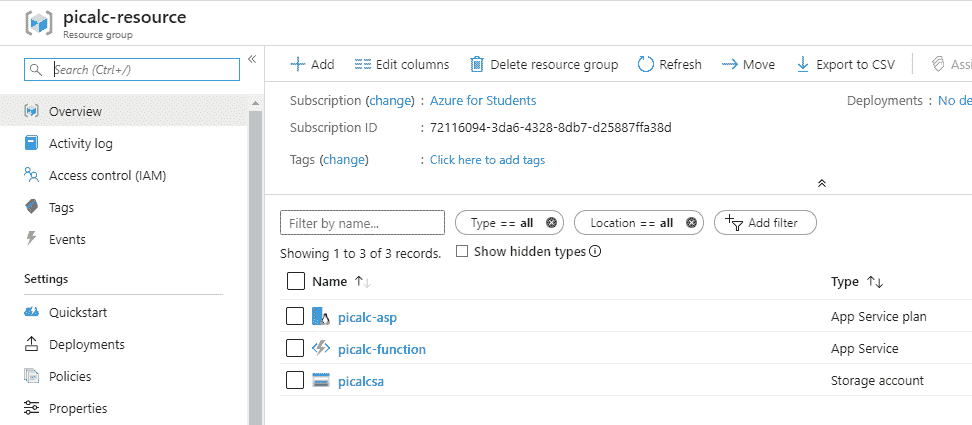 picalc-resource
Resource group
Search (Ctrl+/)
Overview
Activity log
Access control (IAM)
Tags
Events
Settings
Quickstart
Deployments
Policies
Properties
Add Edit columns Delete resource group Refresh Move Export to CSV
Subscription (change) : Azure for Students Deployments : No de
Subscription ID : 72116094-3da6-4328-8db7-d25887ffa38d
Tags (change) : Click here to add tags
Filter by name... Type == all Location == all Add filter
Showing 1 to 3 of 3 records. Show hidden types
Name Type
picalc-asp App Service plan
picalc-function App Service
picalcsa Storage account